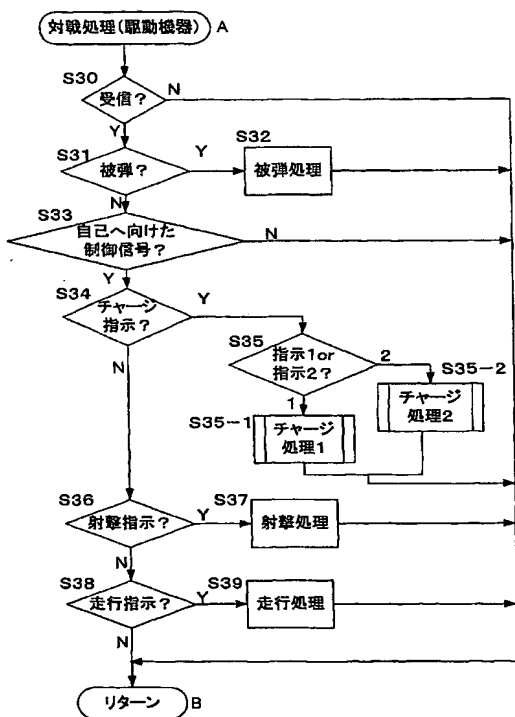 対戦処理(駆動機器) A
S30
受信?
N
Y
S31
被弾?
Y
S32
被弾処理
N
S33
自己へ向けた
制御信号?
N
Y
S34
チャージ
指示?
Y
S35
指示1or
指示2?
2
S35-2
チャージ
処理2
1
S35-1
チャージ
処理1
N
S36
射撃指示?
Y
S37
射撃処理
N
S38
走行指示?
Y
S39
走行処理
N
リターン B